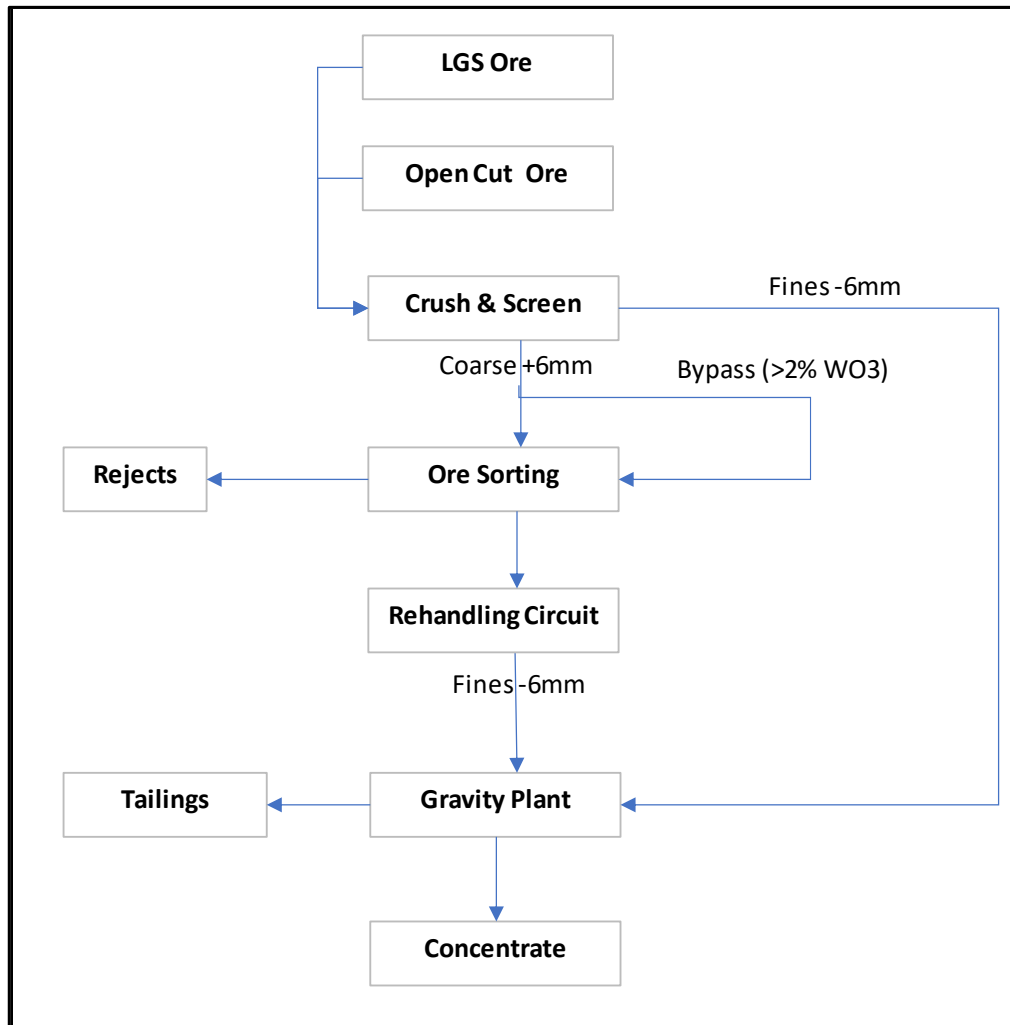 LGS Ore
Open Cut Ore
Crush & Screen
Fines -6mm
Coarse +6mm
Bypass (>2% WO3)
Rejects
Ore Sorting
Rehandling Circuit
Fines -6mm
Tailings
Gravity Plant
Concentrate